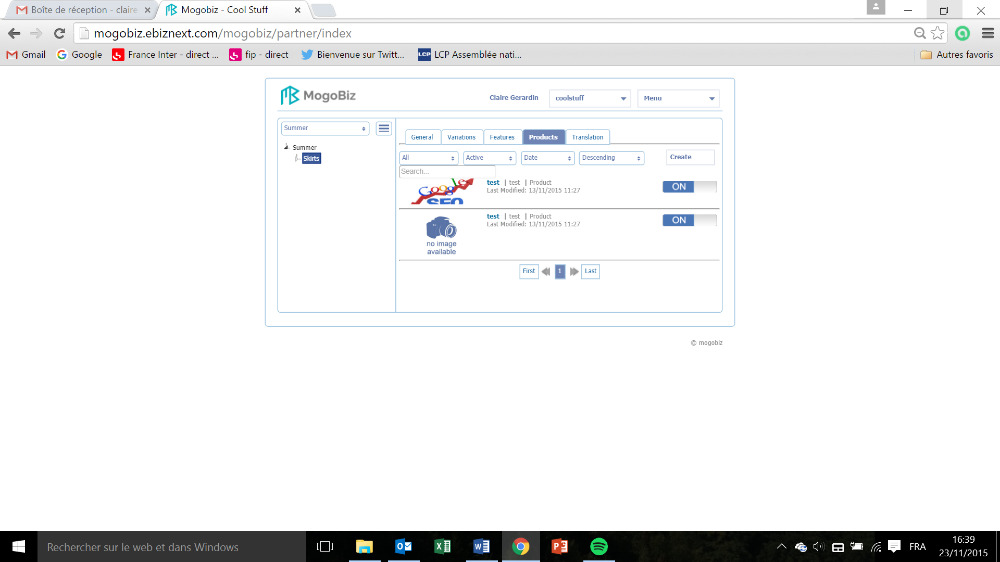 Boîte de réception - claire
Mogobiz - Cool Stuff
mogobiz.ebiznext.com/mogobiz/partner/index
Gmail
Google
France Inter - direct ...
fip - direct
Bienvenue sur Twitt...
LCP
LCP Assemblée nati...
Autres favoris
MogoBiz
Claire Gerardin
coolstuff
Menu
Summer
General
Variations
Features
Products
Translation
Summer
Skirts
All
Active
Date
Descending
Create
Search...
Google
SEO
test | test | Product
Last Modified: 13/11/2015 11:27
ON
no image
available
test | test | Product
Last Modified: 13/11/2015 11:27
ON
First
1
Last
© mogobiz
Rechercher sur le web et dans Windows
FRA
16:39
23/11/2015